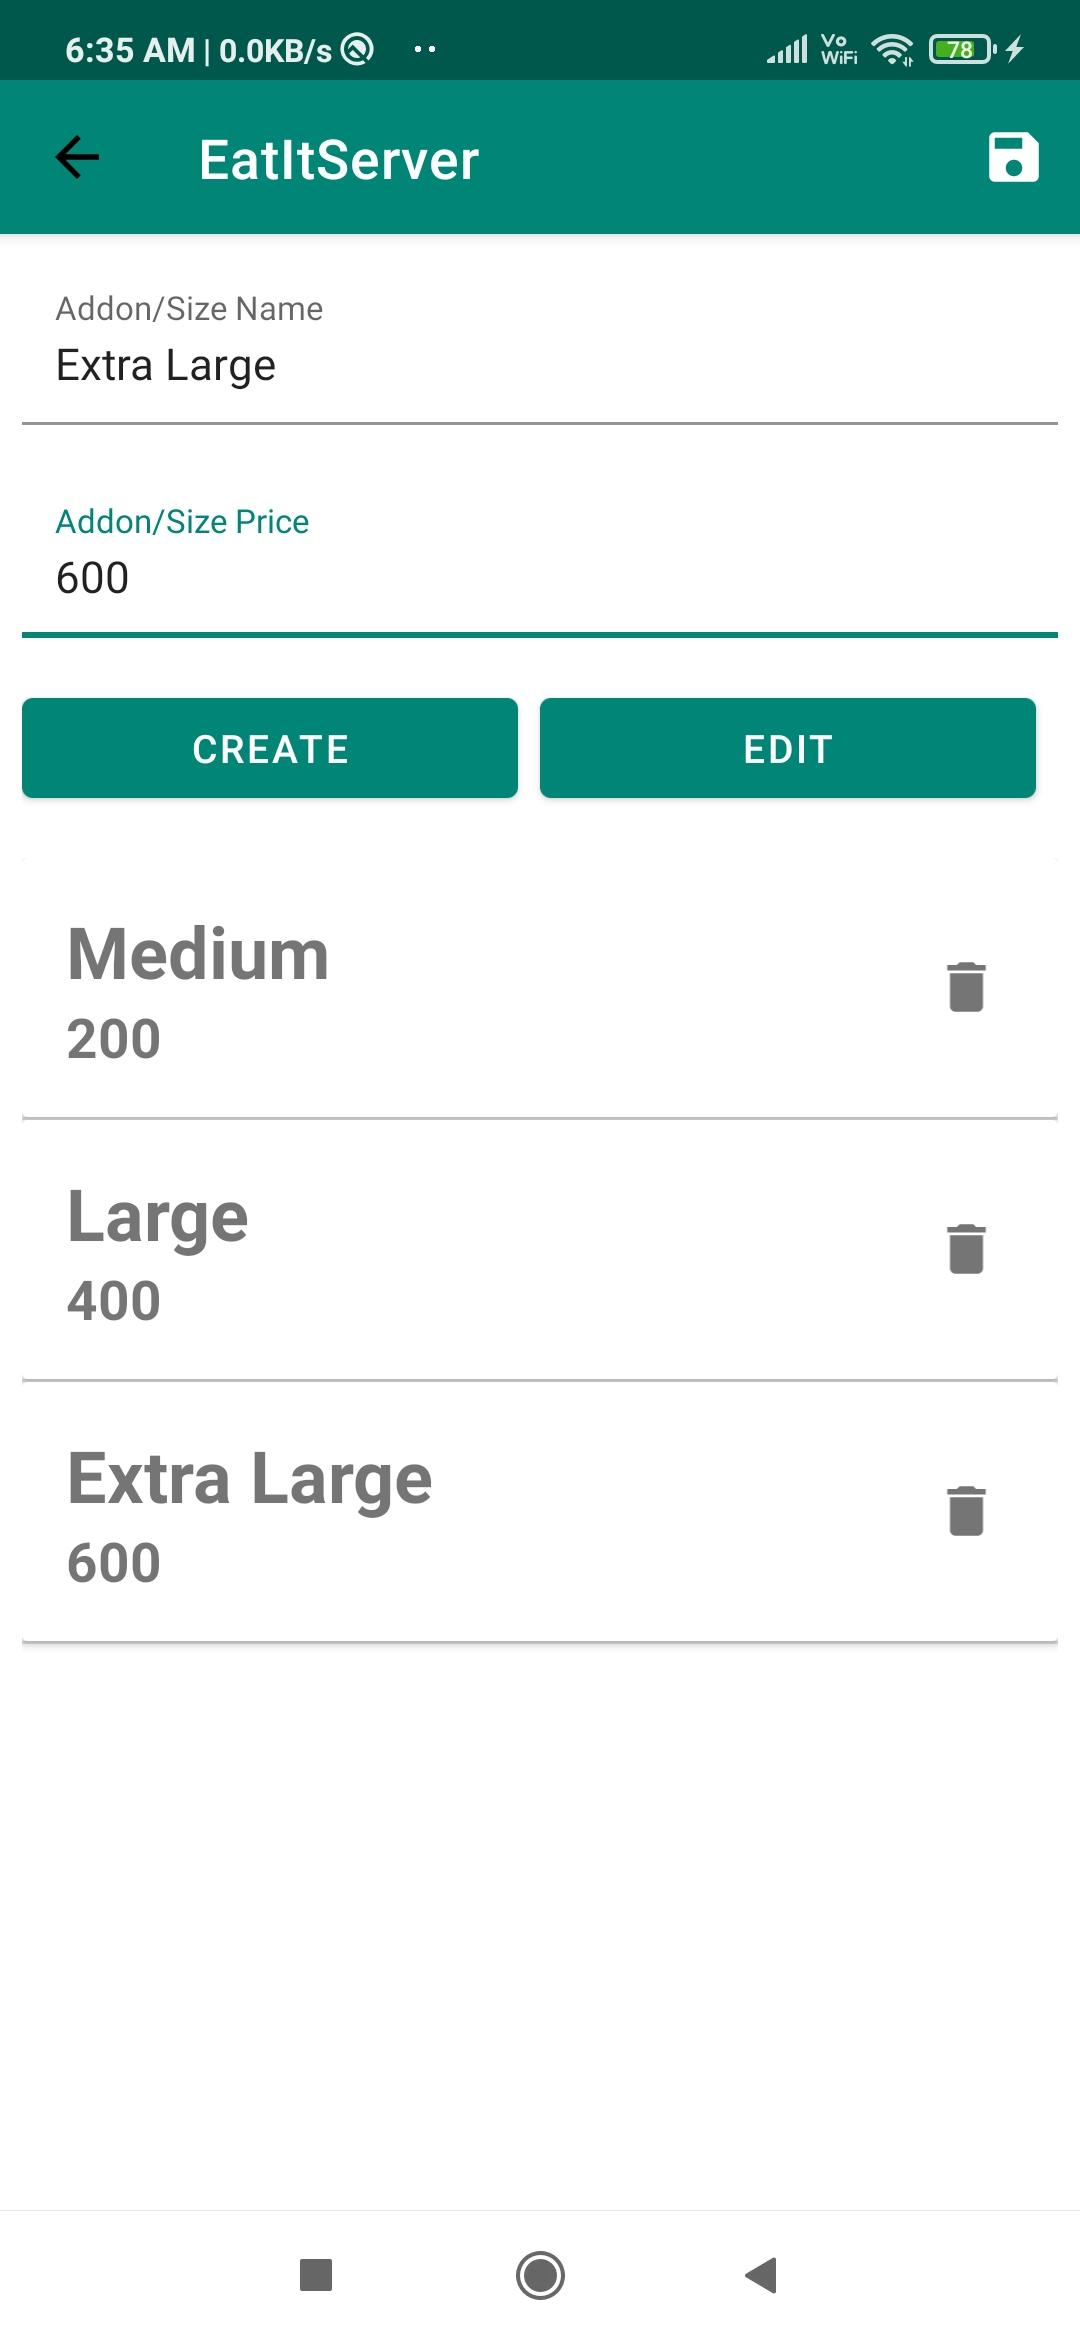 6:35 AM | 0.0KB/s
Vo WiFi
78
EatItServer
Addon/Size Name
Extra Large
Addon/Size Price
600
CREATE
EDIT
Medium
200
Large
400
Extra Large
600